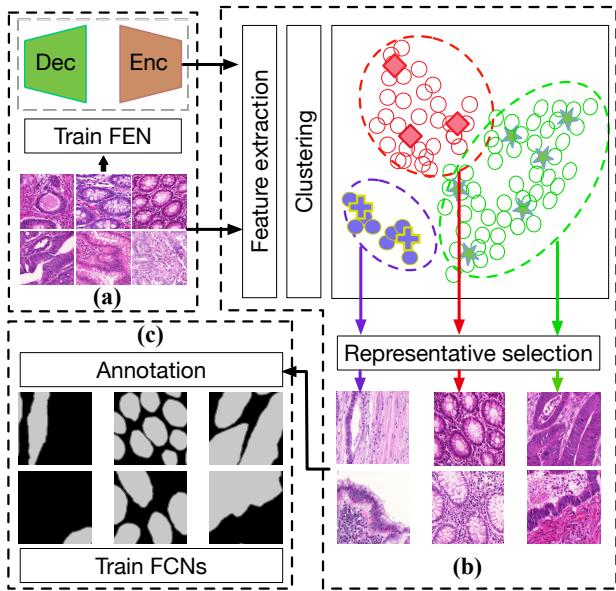 Dec
Enc
Train FEN
(a)
Feature extraction
Clustering
Representative selection
(b)
(c)
Annotation
Train FCNs